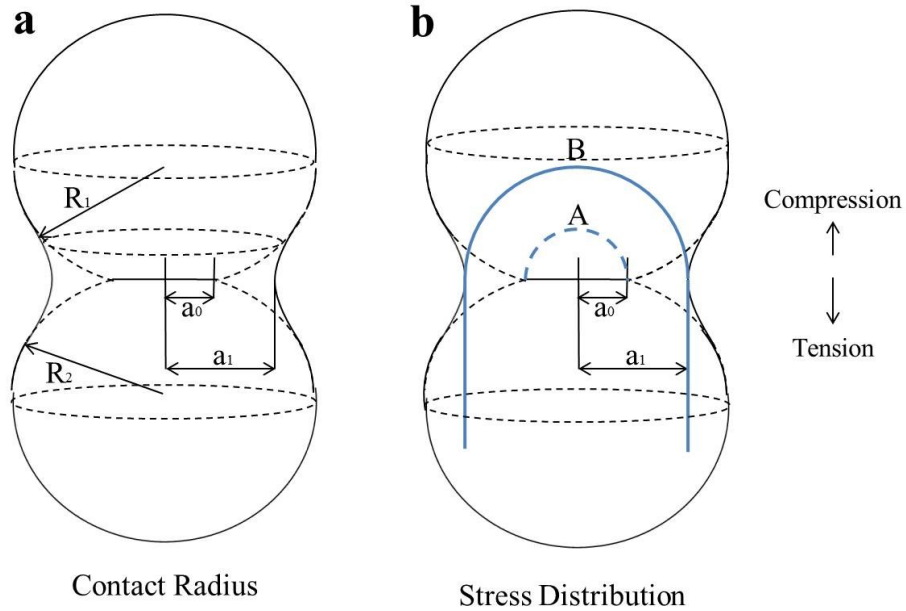 a
R1
a0
a1
R2
Contact Radius
b
B
A
a0
a1
Stress Distribution
Compression
Tension